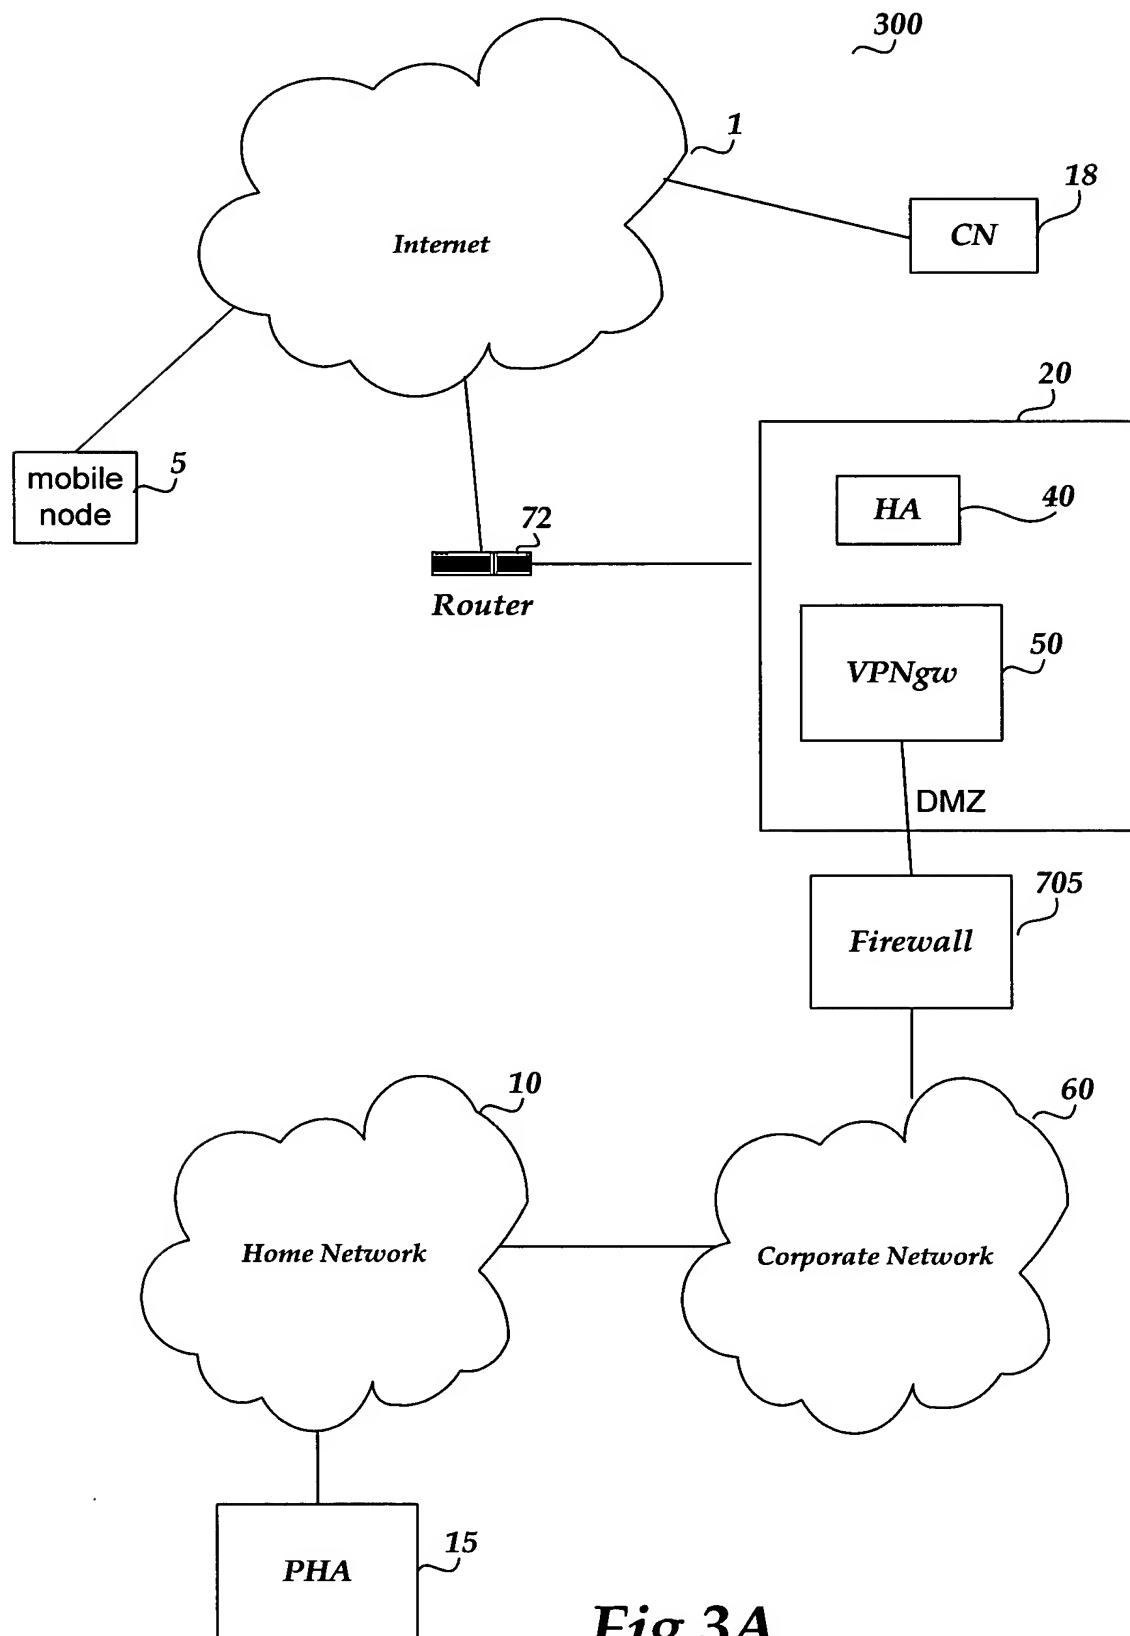 300
1
18
Internet
CN
20
mobile
node
5
HA
40
72
Router
VPNgw
50
DMZ
705
Firewall
10
60
Home Network
Corporate Network
PHA
15
Fig 3A